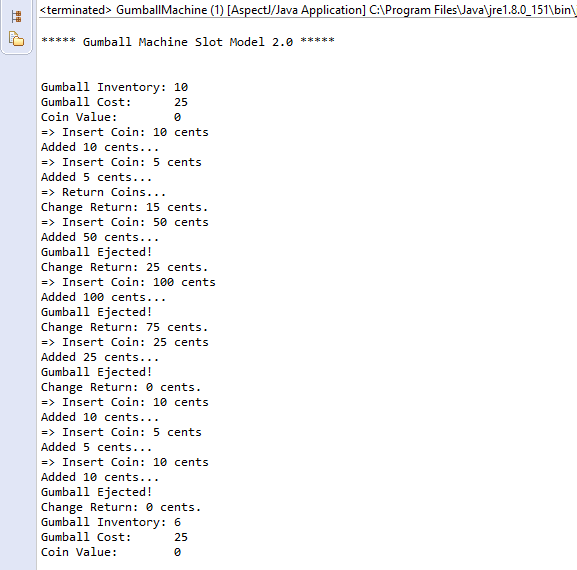 <terminated> GumballMachine (1) [AspectJ/Java Application] C:\Program Files\Java\jre1.8.0_151\bin\
***** Gumball Machine Slot Model 2.0 *****
Gumball Inventory: 10
Gumball Cost:      25
Coin Value:        0
=> Insert Coin: 10 cents
Added 10 cents...
=> Insert Coin: 5 cents
Added 5 cents...
=> Return Coins...
Change Return: 15 cents.
=> Insert Coin: 50 cents
Added 50 cents...
Gumball Ejected!
Change Return: 25 cents.
=> Insert Coin: 100 cents
Added 100 cents...
Gumball Ejected!
Change Return: 75 cents.
=> Insert Coin: 25 cents
Added 25 cents...
Gumball Ejected!
Change Return: 0 cents.
=> Insert Coin: 10 cents
Added 10 cents...
=> Insert Coin: 5 cents
Added 5 cents...
=> Insert Coin: 10 cents
Added 10 cents...
Gumball Ejected!
Change Return: 0 cents.
Gumball Inventory: 6
Gumball Cost:      25
Coin Value:        0